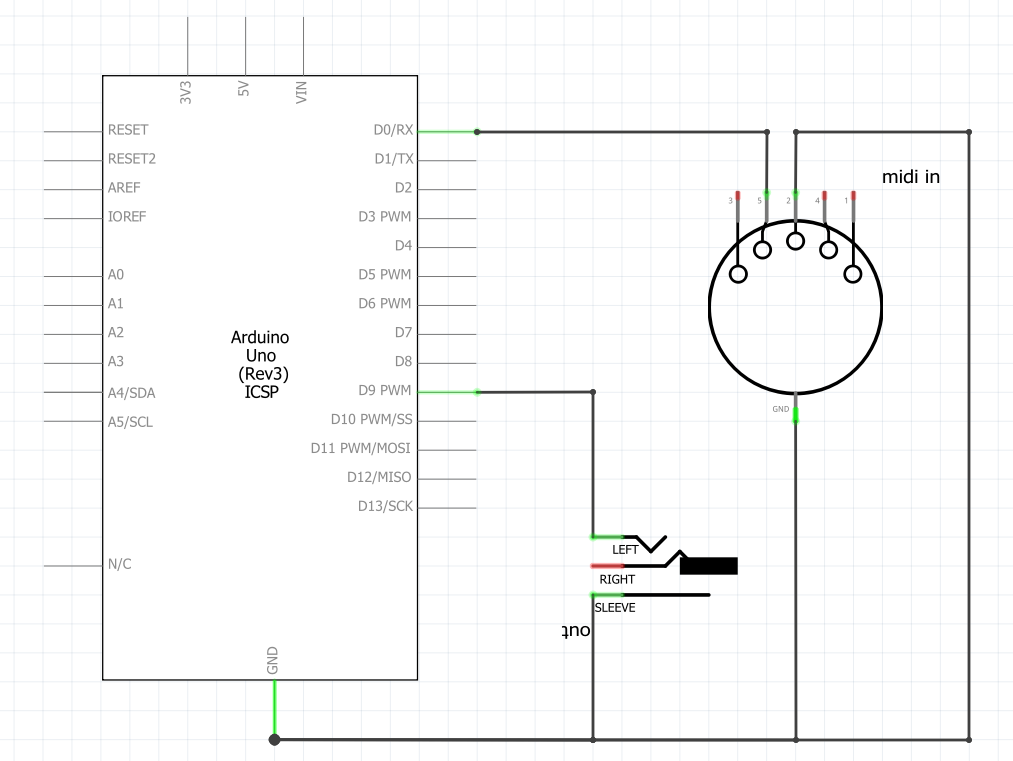 3V3
5V
VIN
RESET
RESET2
AREF
IOREF
A0
A1
A2
A3
A4/SDA
A5/SCL
N/C
Arduino
Uno
(Rev3)
ICSP
D0/RX
D1/TX
D2
D3 PWM
D4
D5 PWM
D6 PWM
D7
D8
D9 PWM
D10 PWM/SS
D11 PWM/MOSI
D12/MISO
D13/SCK
GND
midi in
3
5
2
4
1
GND
LEFT
RIGHT
SLEEVE
out